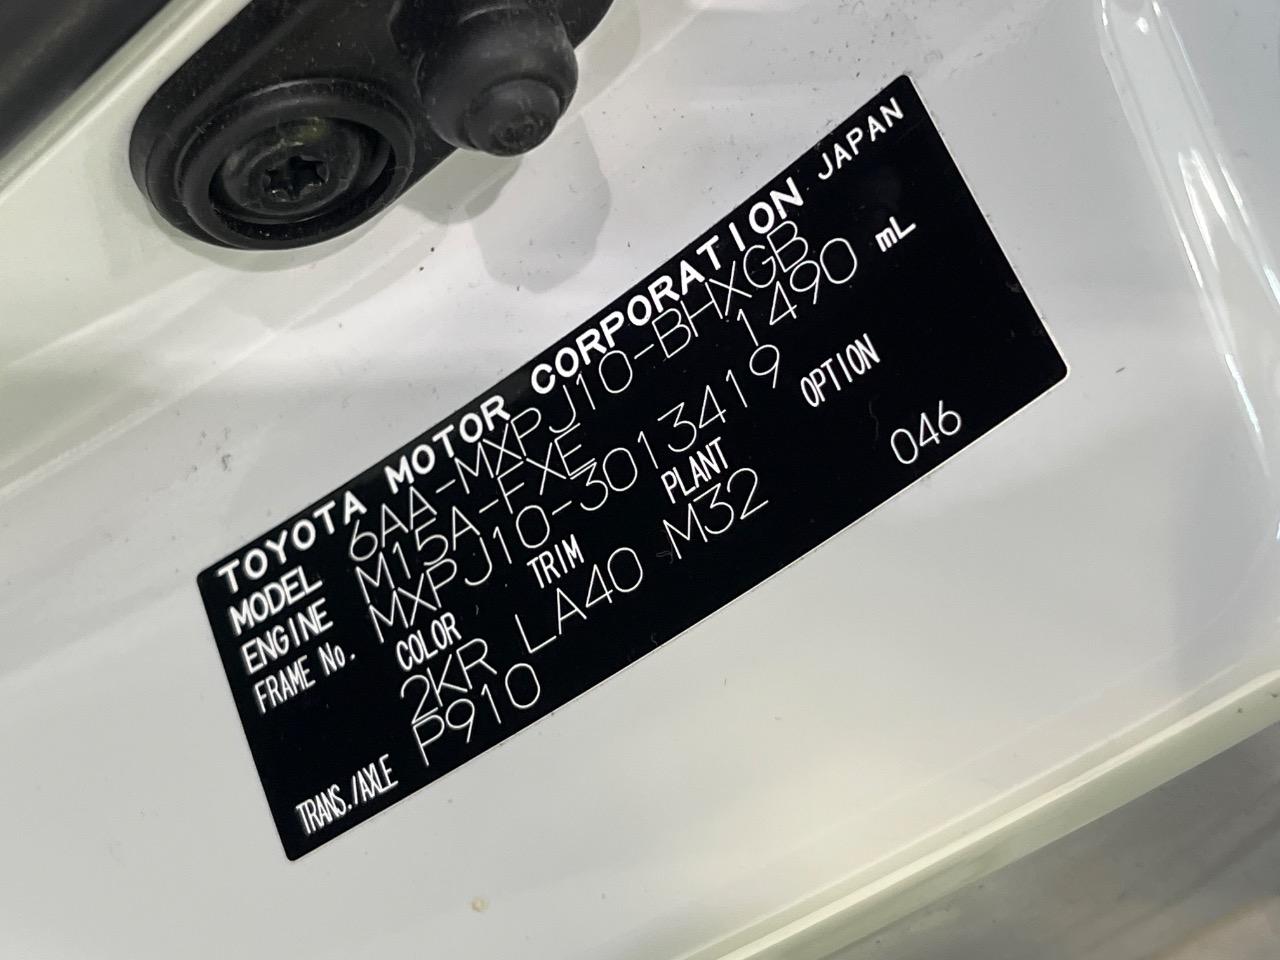 TOYOTA MOTOR CORPORATION JAPAN
MODEL 6AA-MXPJ10-BHXGB
ENGINE M15A-FXE 1490 mL
FRAME No. MXPJ10-3013419
COLOR TRIM PLANT OPTION
2KR LA40 M32 046
TRANS./AXLE P910